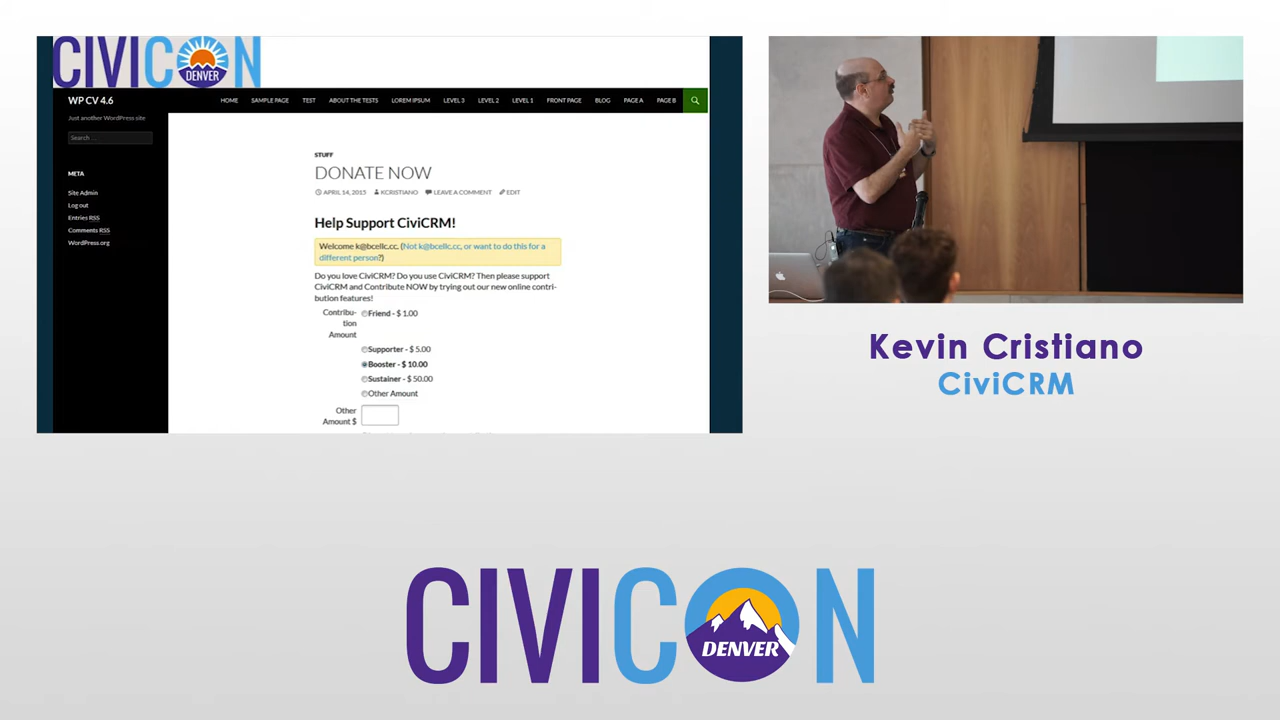 CIVICON
DENVER
WP CV 4.6
HOME SAMPLE PAGE TEST ABOUT THE TESTS LOREM IPSUM LEVEL 3 LEVEL 2 LEVEL 1 FRONT PAGE BLOG PAGE A PAGE B
Just another WordPress site
Search ...
META
Site Admin
Log out
Entries RSS
Comments RSS
WordPress.org
STUFF
DONATE NOW
APRIL 14, 2015 KCRISTIANO LEAVE A COMMENT EDIT
Help Support CiviCRM!
Welcome k@bcellc.cc. (Not k@bcellc.cc, or want to do this for a
different person?)
Do you love CiviCRM? Do you use CiviCRM? Then please support
CiviCRM and Contribute NOW by trying out our new online contri-
bution features!
Contribu-
tion
Amount
Friend - $ 1.00
Supporter - $ 5.00
Booster - $ 10.00
Sustainer - $ 50.00
Other Amount
Other
Amount $
Kevin Cristiano
CiviCRM
CIVICON
DENVER